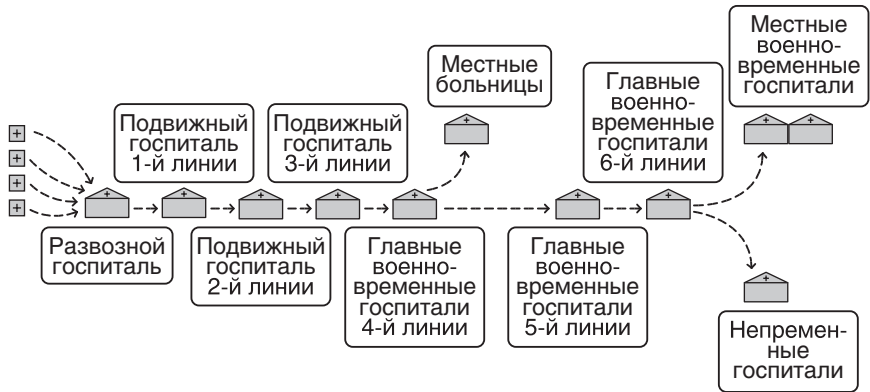 Местные
военно-
временные
госпитали
Местные
больницы
Главные
военно-
временные
госпитали
6-й линии
Подвижный
госпиталь
1-й линии
Подвижный
госпиталь
3-й линии
Развозной
госпиталь
Подвижный
госпиталь
2-й линии
Главные
военно-
временные
госпитали
4-й линии
Главные
военно-
временные
госпитали
5-й линии
Непремен-
ные
госпитали